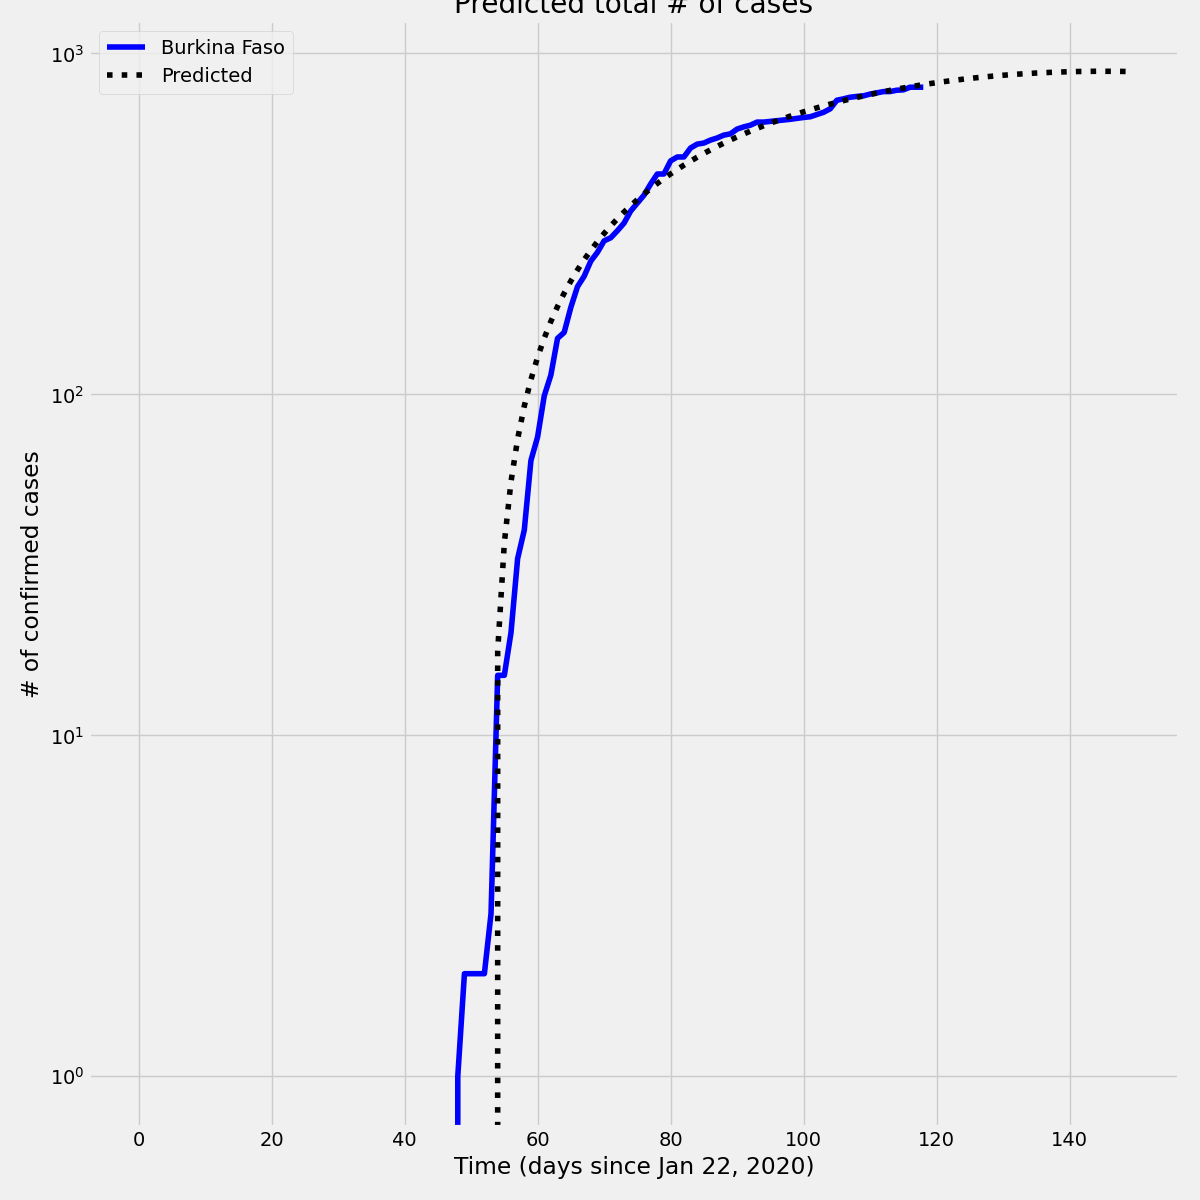 Predicted total # of cases
Burkina Faso
Predicted
10³
10²
10¹
10⁰
# of confirmed cases
0 20 40 60 80 100 120 140
Time (days since Jan 22, 2020)